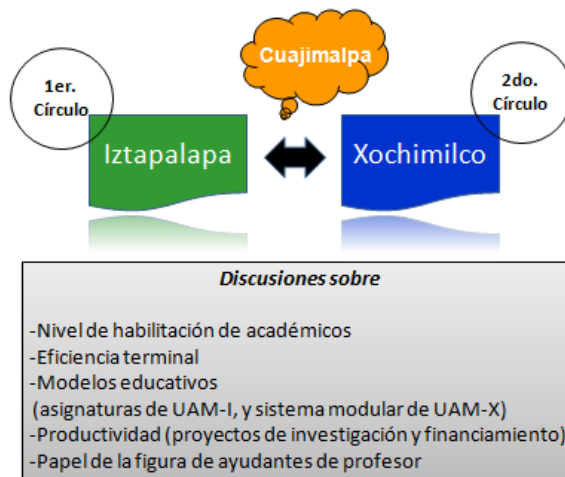 Cuajimalpa
1er.
Círculo
2do.
Círculo
Iztapalapa
Xochimilco
Discusiones sobre
-Nivel de habilitación de académicos
-Eficiencia terminal
-Modelos educativos
(asignaturas de UAM-I, y sistema modular de UAM-X)
-Productividad (proyectos de investigación y financiamiento)
-Papel de la figura de ayudantes de profesor